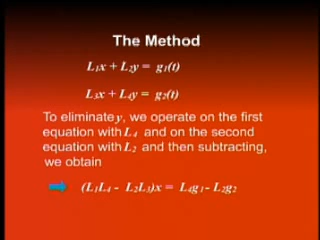 The Method
L₁x + L₂y = g₁(t)
L₃x + L₄y = g₂(t)
To eliminate y, we operate on the first
equation with L₄ and on the second
equation with L₂ and then subtracting,
we obtain
(L₁L₄ - L₂L₃)x = L₄g₁ - L₂g₂